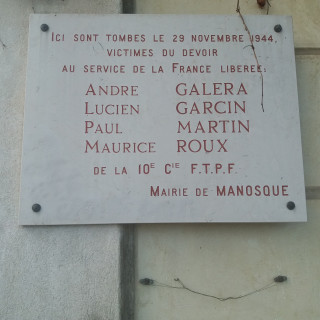 ICI SONT TOMBES LE 29 NOVEMBRE 1944,
VICTIMES DU DEVOIR
AU SERVICE DE LA FRANCE LIBEREE:
ANDRE GALERA
LUCIEN GARCIN
PAUL MARTIN
MAURICE ROUX
DE LA 10E CIE F.T.P.F.
MAIRIE DE MANOSQUE